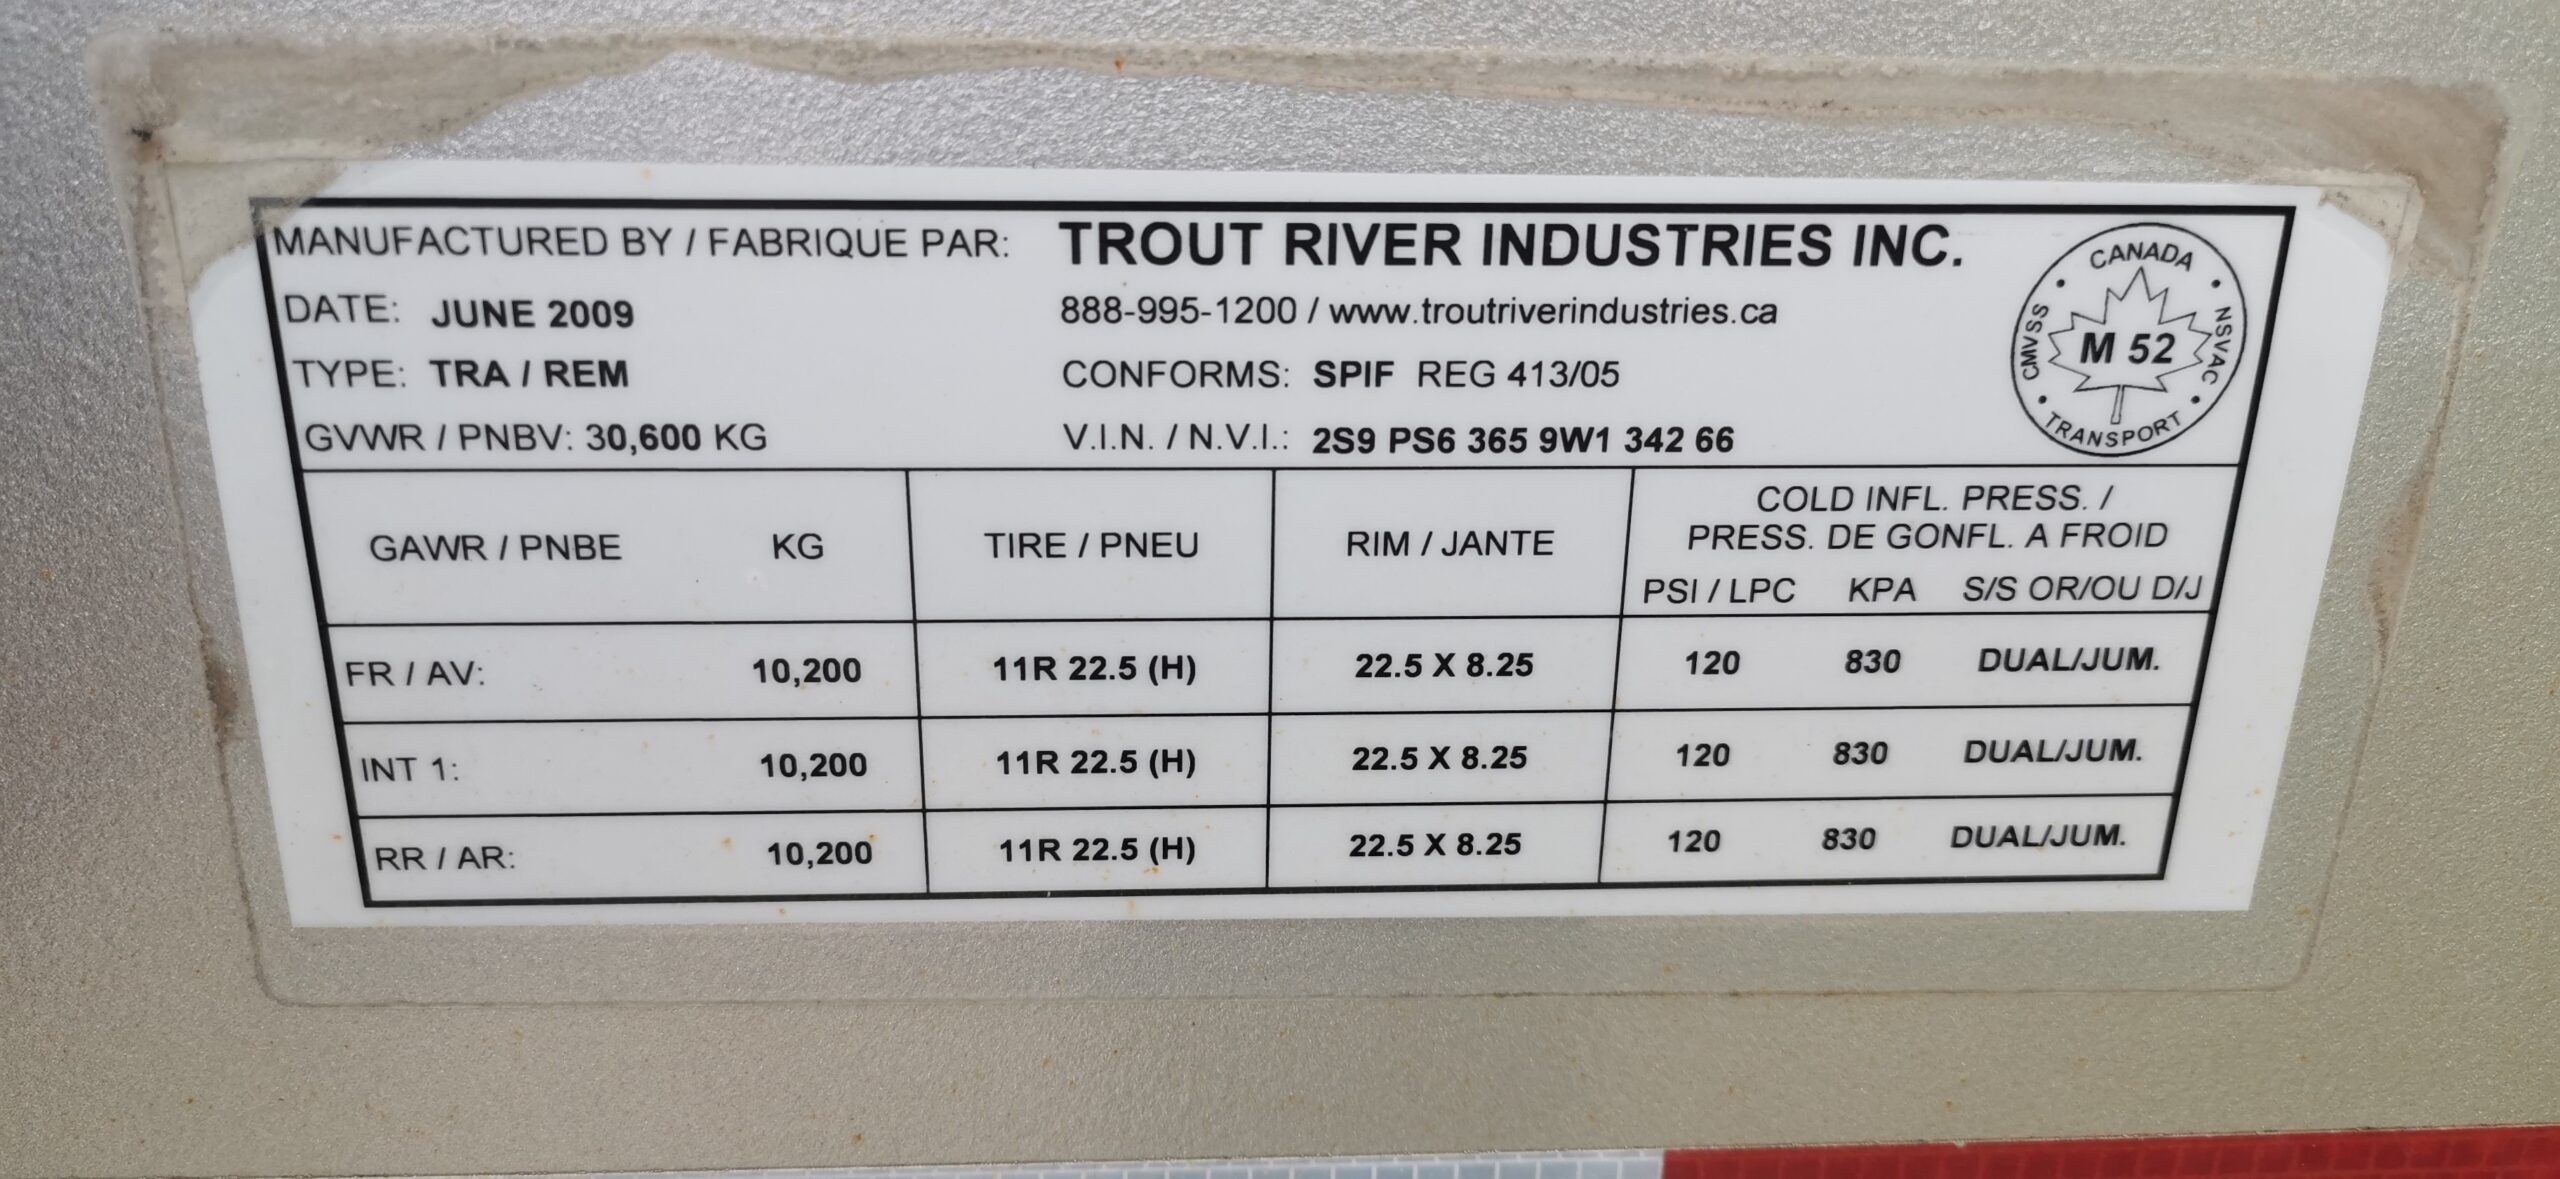 MANUFACTURED BY / FABRIQUE PAR: TROUT RIVER INDUSTRIES INC.
DATE: JUNE 2009 888-995-1200 / www.troutriverindustries.ca
TYPE: TRA / REM CONFORMS: SPIF REG 413/05
GVWR / PNBV: 30,600 KG V.I.N. / N.V.I.: 2S9 PS6 365 9W1 342 66
CANADA
CMVSS M 52 NSVAC
TRANSPORT
GAWR / PNBE KG TIRE / PNEU RIM / JANTE COLD INFL. PRESS. /
PRESS. DE GONFL. A FROID
PSI / LPC KPA S/S OR/OU D/J
FR / AV: 10,200 11R 22.5 (H) 22.5 X 8.25 120 830 DUAL/JUM.
INT 1: 10,200 11R 22.5 (H) 22.5 X 8.25 120 830 DUAL/JUM.
RR / AR: 10,200 11R 22.5 (H) 22.5 X 8.25 120 830 DUAL/JUM.